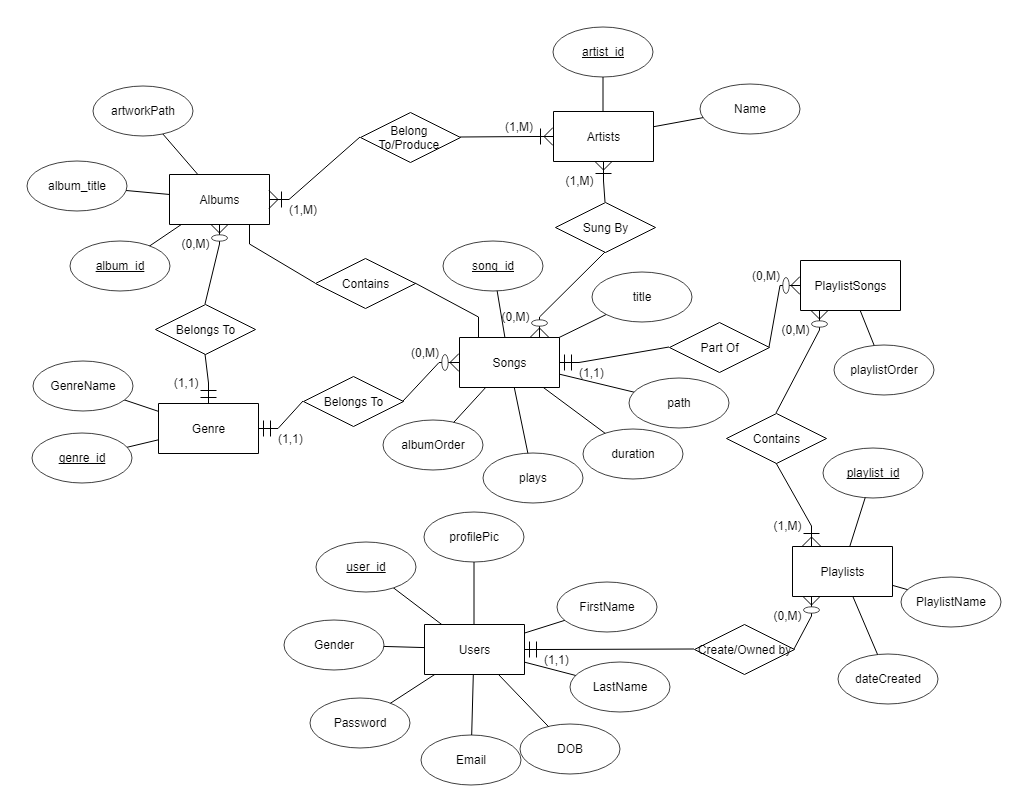 artist_id
artworkPath
Name
Belong
To/Produce
(1,M)
Artists
album_title
Albums
(1,M)
(1,M)
Sung By
(0,M)
album_id
song_id
Contains
title
(0,M)
PlaylistSongs
(0,M)
Belongs To
(0,M)
Part Of
(0,M)
Songs
playlistOrder
(1,1)
GenreName
(1,1)
Belongs To
path
Genre
(1,1)
albumOrder
Contains
genre_id
duration
plays
playlist_id
(1,M)
profilePic
user_id
Playlists
FirstName
PlaylistName
(0,M)
Gender
Users
(1,1)
Create/Owned by
LastName
dateCreated
Password
Email
DOB